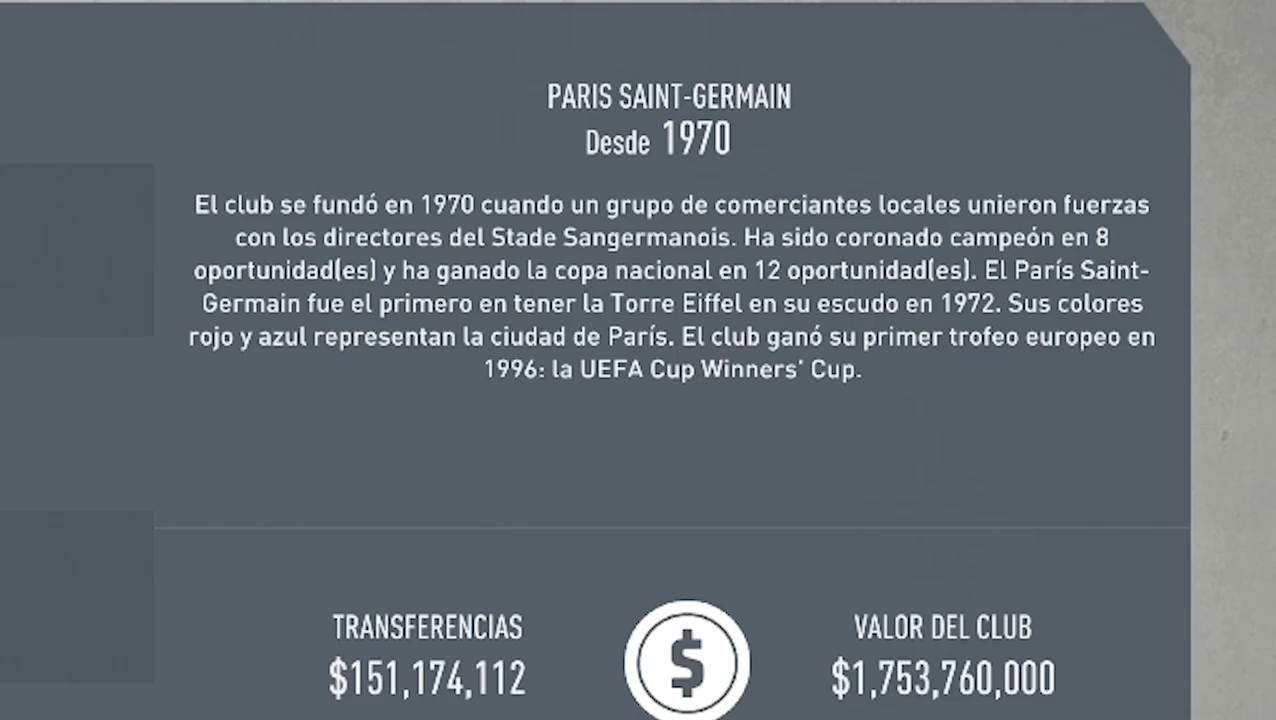 PARIS SAINT-GERMAIN
Desde 1970
El club se fundó en 1970 cuando un grupo de comerciantes locales unieron fuerzas
con los directores del Stade Sangermanois. Ha sido coronado campeón en 8
oportunidad(es) y ha ganado la copa nacional en 12 oportunidad(es). El París Saint-
Germain fue el primero en tener la Torre Eiffel en su escudo en 1972. Sus colores
rojo y azul representan la ciudad de París. El club ganó su primer trofeo europeo en
1996: la UEFA Cup Winners' Cup.
TRANSFERENCIAS
$
VALOR DEL CLUB
$151,174,112
$1,753,760,000